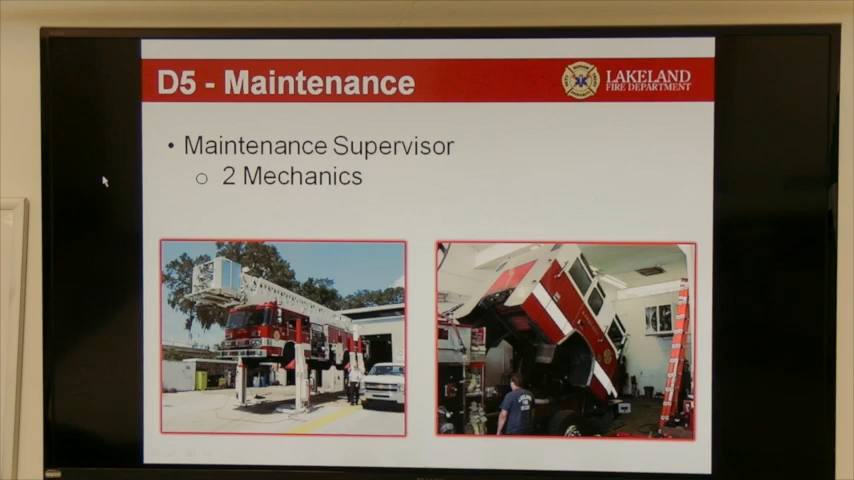 D5 - Maintenance
LAKELAND
FIRE DEPARTMENT
• Maintenance Supervisor
○ 2 Mechanics